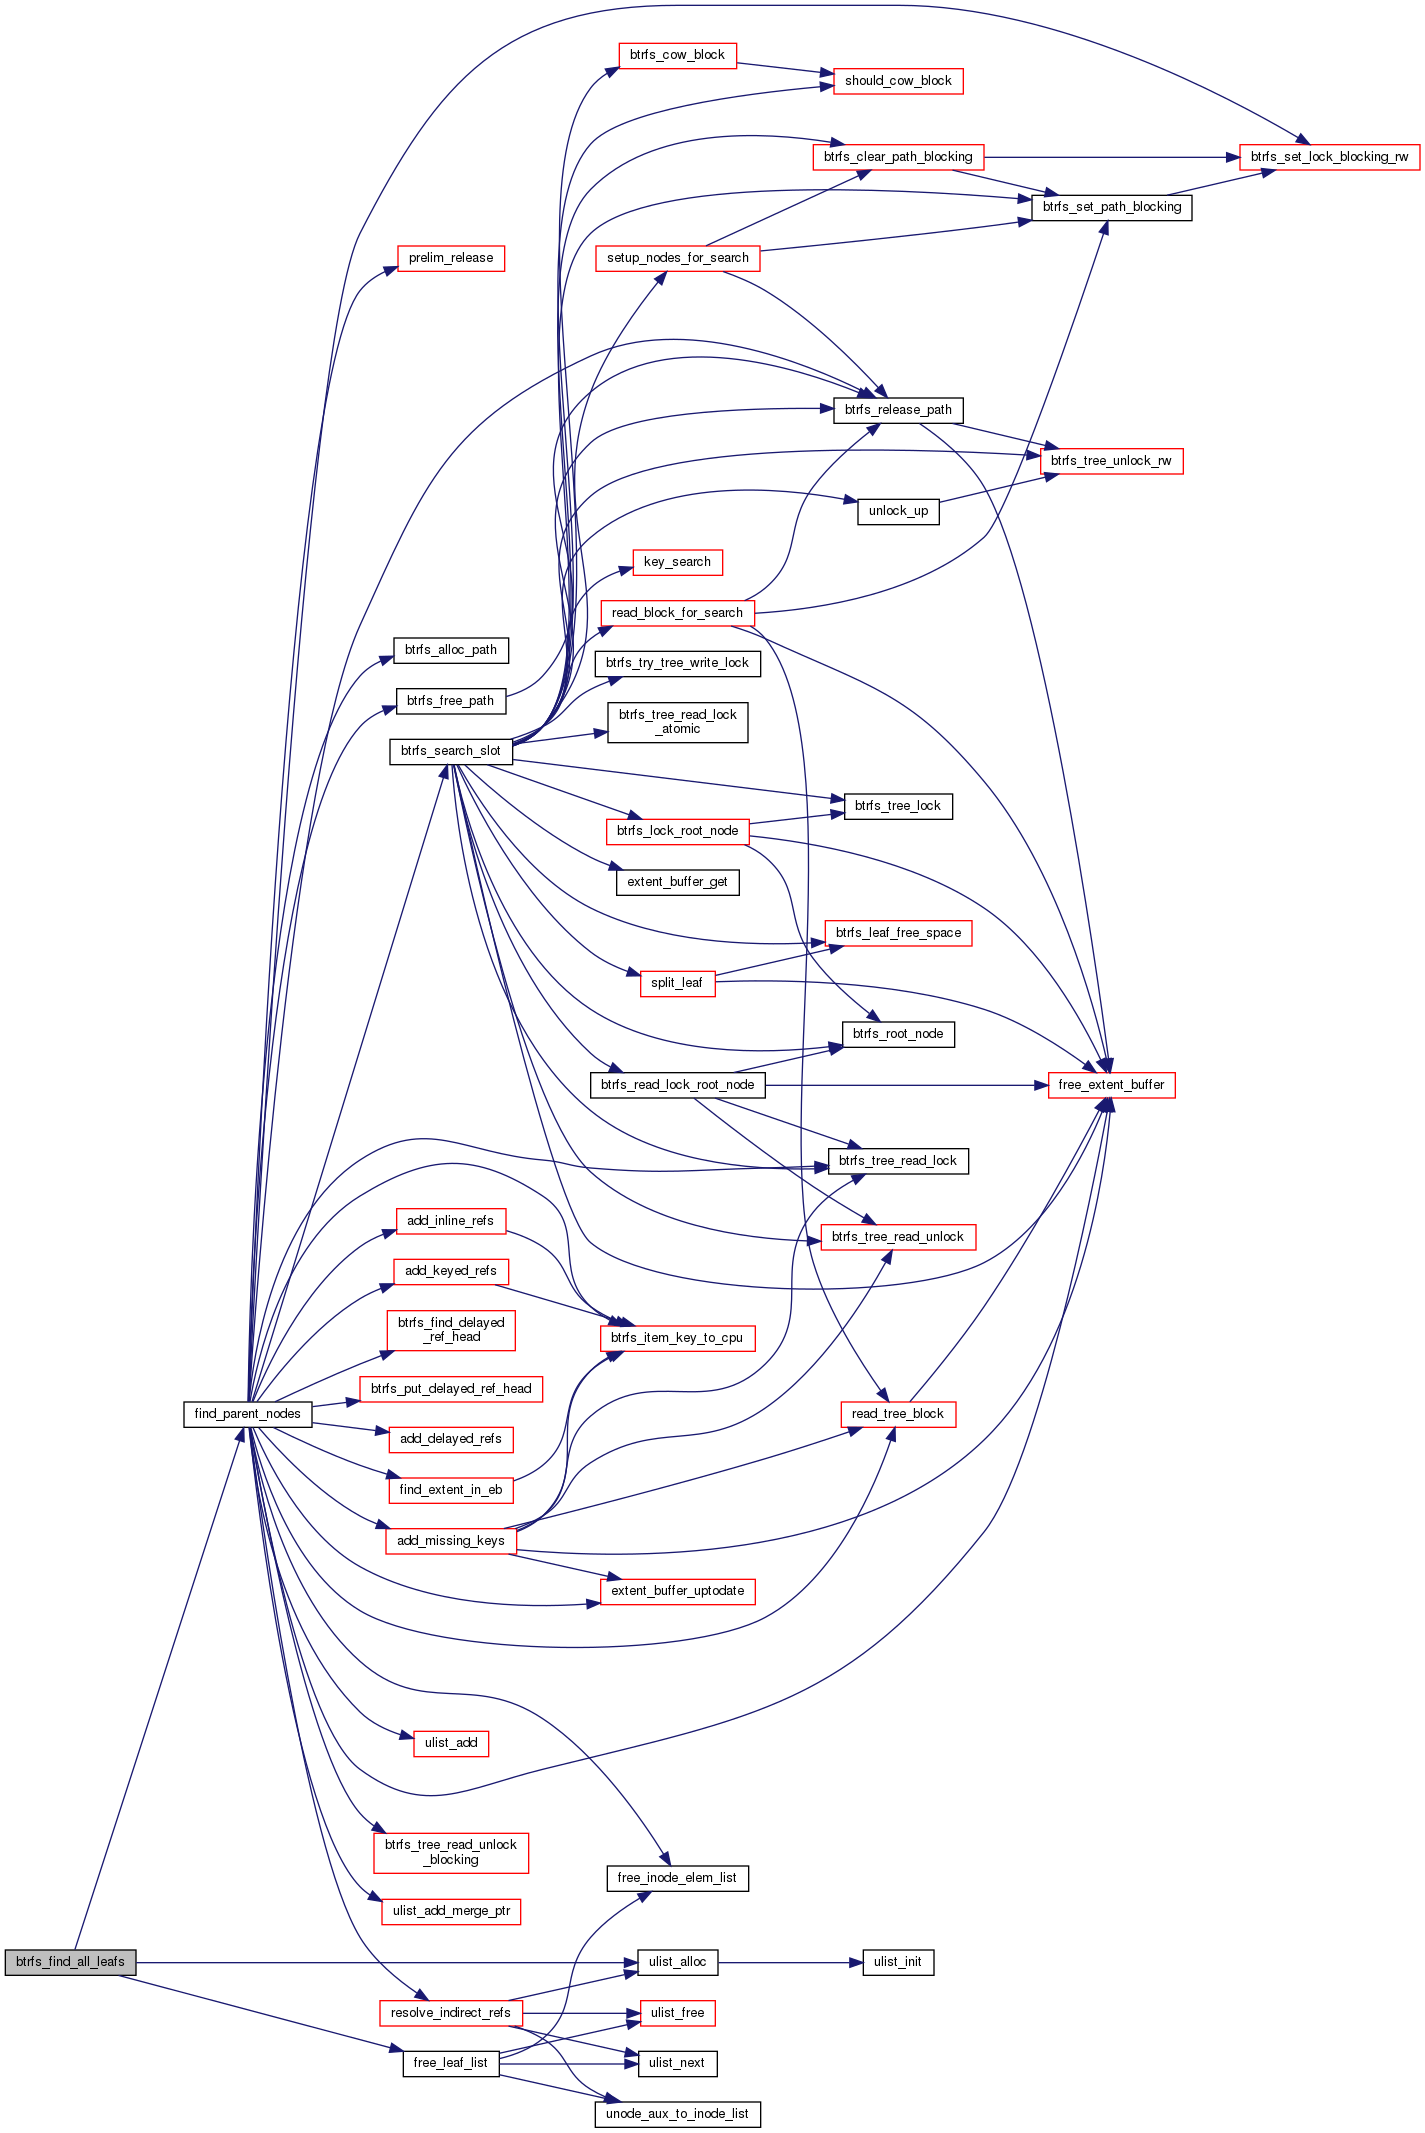 btrfs_cow_block
should_cow_block
btrfs_clear_path_blocking
btrfs_set_lock_blocking_rw
btrfs_set_path_blocking
prelim_release
setup_nodes_for_search
btrfs_release_path
btrfs_tree_unlock_rw
unlock_up
key_search
read_block_for_search
btrfs_alloc_path
btrfs_try_tree_write_lock
btrfs_free_path
btrfs_tree_read_lock
_atomic
btrfs_search_slot
btrfs_tree_lock
btrfs_lock_root_node
extent_buffer_get
btrfs_leaf_free_space
split_leaf
btrfs_root_node
btrfs_read_lock_root_node
free_extent_buffer
btrfs_tree_read_lock
add_inline_refs
btrfs_tree_read_unlock
add_keyed_refs
btrfs_find_delayed
_ref_head
btrfs_item_key_to_cpu
btrfs_put_delayed_ref_head
find_parent_nodes
read_tree_block
add_delayed_refs
find_extent_in_eb
add_missing_keys
extent_buffer_uptodate
ulist_add
btrfs_tree_read_unlock
_blocking
free_inode_elem_list
ulist_add_merge_ptr
btrfs_find_all_leafs
ulist_alloc
ulist_init
resolve_indirect_refs
ulist_free
free_leaf_list
ulist_next
unode_aux_to_inode_list